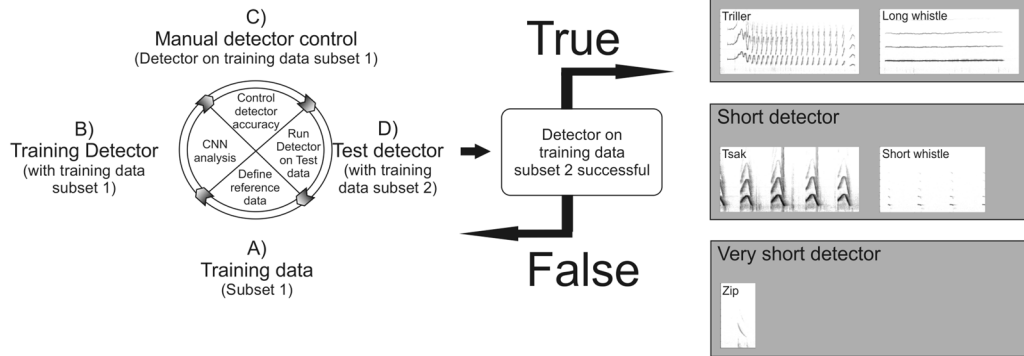 C)
Manual detector control
(Detector on training data subset 1)
B)
Training Detector
(with training data
subset 1)
Control
detector
accuracy
CNN
analysis
Run
Detector
on Test
data
Define
reference
data
D)
Test detector
(with training
data subset 2)
A)
Training data
(Subset 1)
True
Detector on
training data
subset 2 successful
False
Triller
Long whistle
Short detector
Tsak
Short whistle
Very short detector
Zip